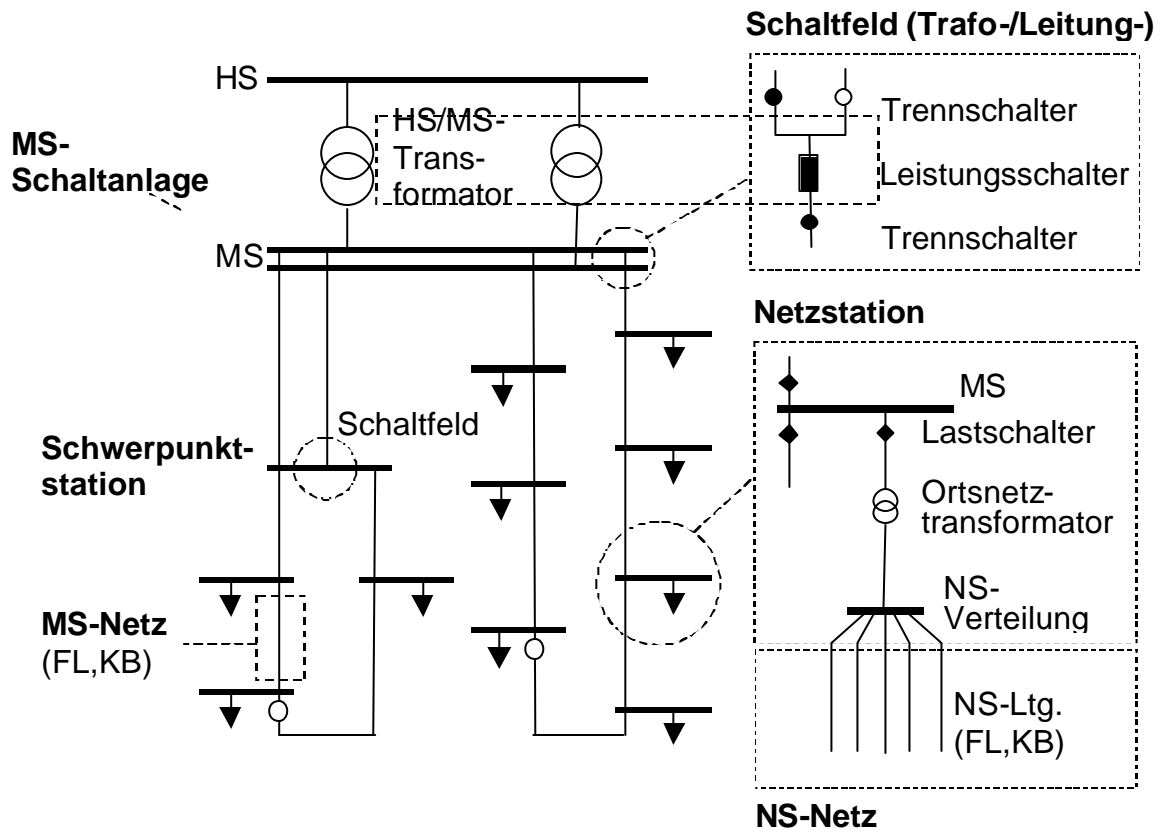 Schaltfeld (Trafo-/Leitung-)
HS
HS/MS-
Trans-
formator
MS-
Schaltanlage
Trennschalter
Leistungsschalter
Trennschalter
MS
Netzstation
MS
Lastschalter
Ortsnetz-
transformator
NS-
Verteilung
Schaltfeld
Schwerpunkt-
station
MS-Netz
(FL,KB)
NS-Ltg.
(FL,KB)
NS-Netz